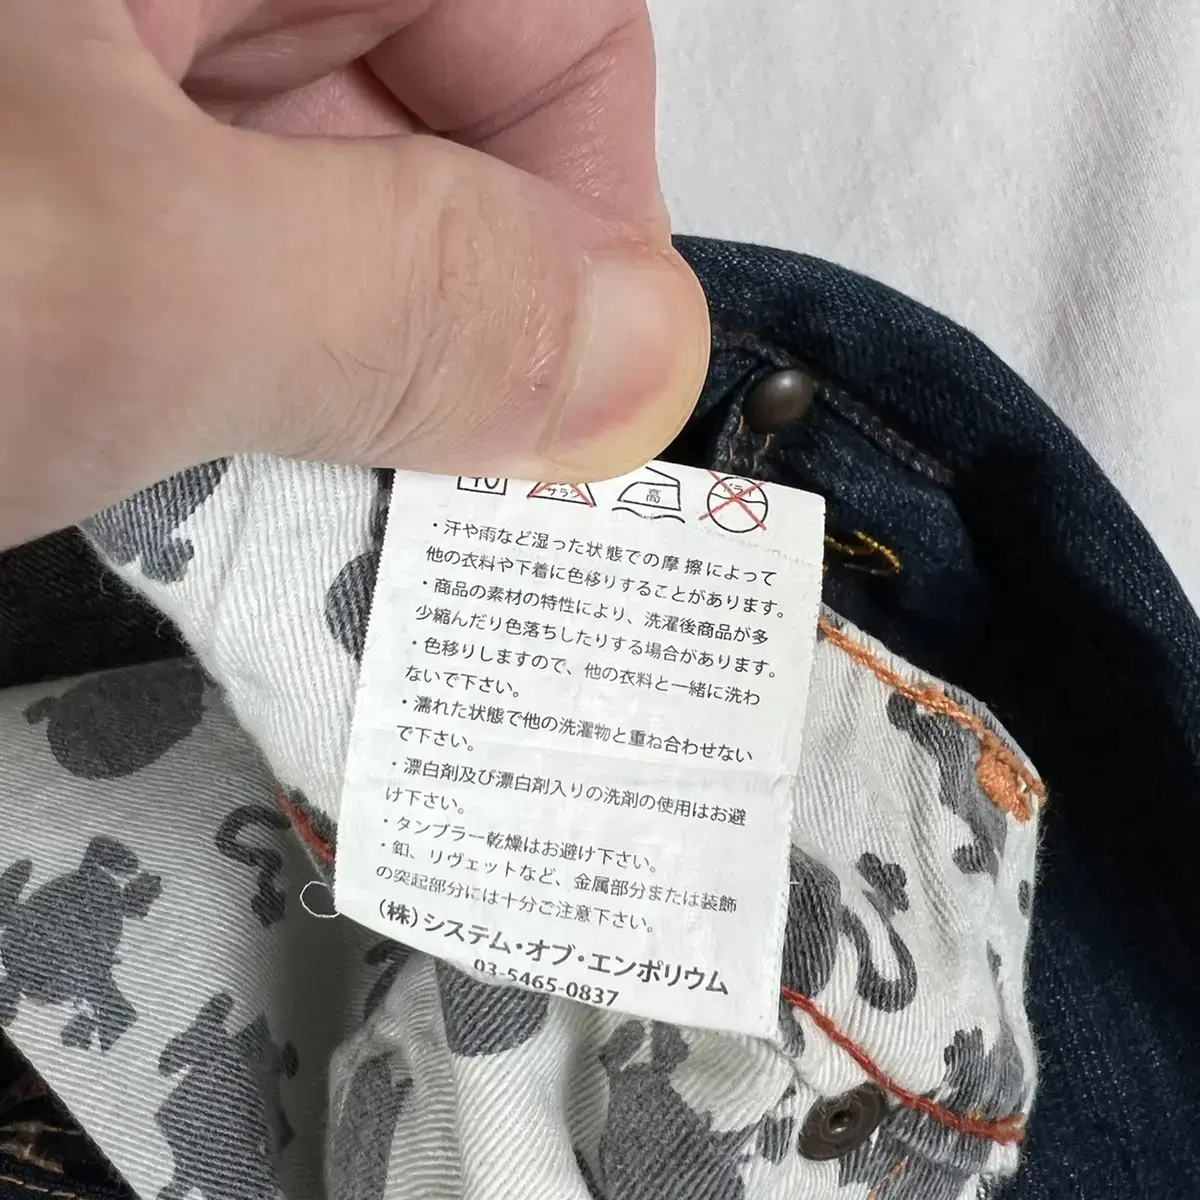 40 サラシ 高 ドライ
・汗や雨など湿った状態での摩擦によって
他の衣料や下着に色移りすることがあります。
・商品の素材の特性により、洗濯後商品が多
少縮んだり色落ちしたりする場合があります。
・色移りしますので、他の衣料と一緒に洗わ
ないで下さい。
・濡れた状態で他の洗濯物と重ね合わせない
で下さい。
・漂白剤及び漂白剤入りの洗剤の使用はお避
け下さい。
・タンブラー乾燥はお避け下さい。
・釦、リヴェットなど、金属部分または装飾
の突起部分には十分ご注意下さい。
(株)システム・オブ・エンポリウム
03-5465-0837